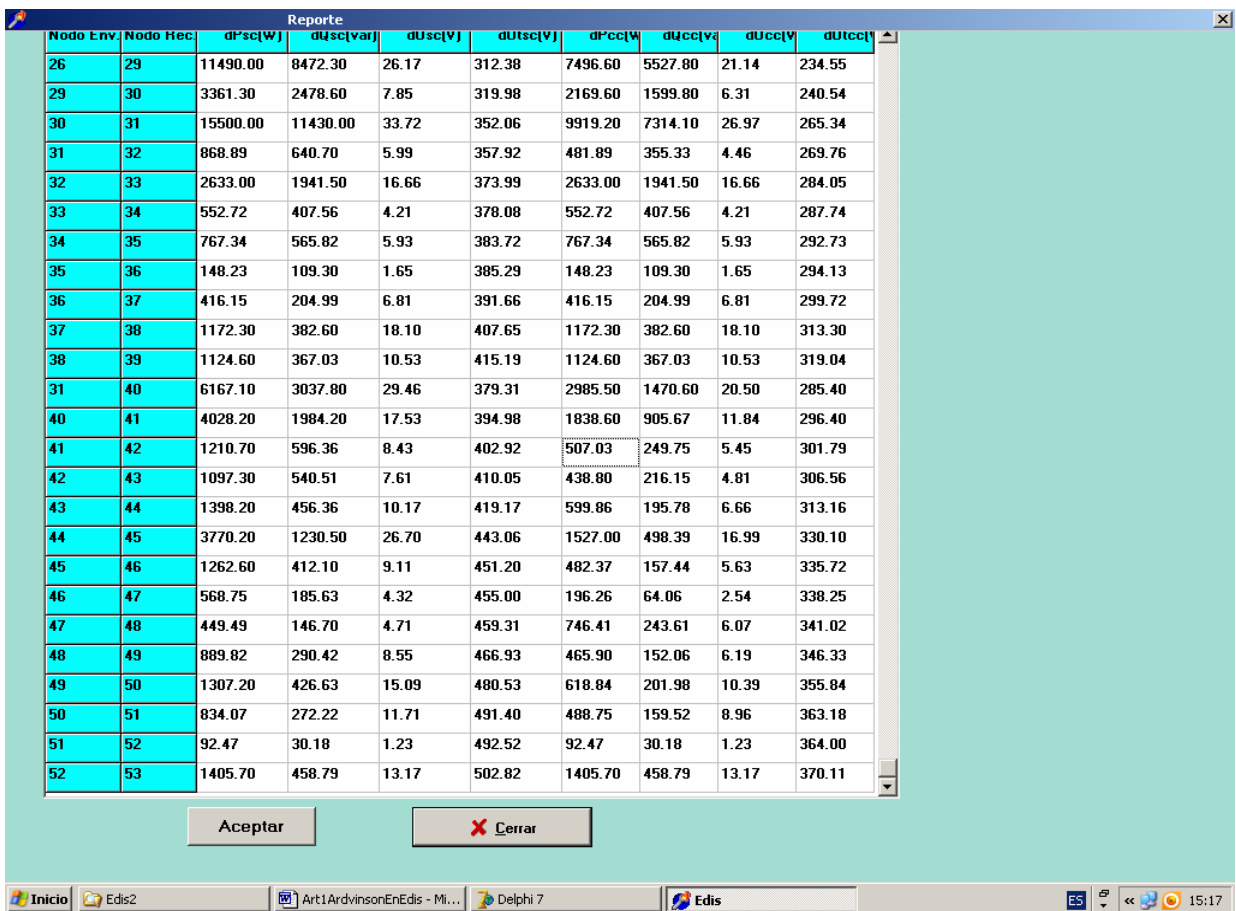 Reporte
Nodo Env. Nodo Rec. dPsc(W) dQsc(var) dUsc(V) dUtsc(V) dPcc(W dQcc(va dUcc(V dUtcc(
26 29 11490.00 8472.30 26.17 312.38 7496.60 5527.80 21.14 234.55
29 30 3361.30 2478.60 7.85 319.98 2169.60 1599.80 6.31 240.54
30 31 15500.00 11430.00 33.72 352.06 9919.20 7314.10 26.97 265.34
31 32 868.89 640.70 5.99 357.92 481.89 355.33 4.46 269.76
32 33 2633.00 1941.50 16.66 373.99 2633.00 1941.50 16.66 284.05
33 34 552.72 407.56 4.21 378.08 552.72 407.56 4.21 287.74
34 35 767.34 565.82 5.93 383.72 767.34 565.82 5.93 292.73
35 36 148.23 109.30 1.65 385.29 148.23 109.30 1.65 294.13
36 37 416.15 204.99 6.81 391.66 416.15 204.99 6.81 299.72
37 38 1172.30 382.60 18.10 407.65 1172.30 382.60 18.10 313.30
38 39 1124.60 367.03 10.53 415.19 1124.60 367.03 10.53 319.04
31 40 6167.10 3037.80 29.46 379.31 2985.50 1470.60 20.50 285.40
40 41 4028.20 1984.20 17.53 394.98 1838.60 905.67 11.84 296.40
41 42 1210.70 596.36 8.43 402.92 507.03 249.75 5.45 301.79
42 43 1097.30 540.51 7.61 410.05 438.80 216.15 4.81 306.56
43 44 1398.20 456.36 10.17 419.17 599.86 195.78 6.66 313.16
44 45 3770.20 1230.50 26.70 443.06 1527.00 498.39 16.99 330.10
45 46 1262.60 412.10 9.11 451.20 482.37 157.44 5.63 335.72
46 47 568.75 185.63 4.32 455.00 196.26 64.06 2.54 338.25
47 48 449.49 146.70 4.71 459.31 746.41 243.61 6.07 341.02
48 49 889.82 290.42 8.55 466.93 465.90 152.06 6.19 346.33
49 50 1307.20 426.63 15.09 480.53 618.84 201.98 10.39 355.84
50 51 834.07 272.22 11.71 491.40 488.75 159.52 8.96 363.18
51 52 92.47 30.18 1.23 492.52 92.47 30.18 1.23 364.00
52 53 1405.70 458.79 13.17 502.82 1405.70 458.79 13.17 370.11
Aceptar Cerrar
Inicio Edis2 Art1ArdvinsonEnEdis - Mi... Delphi 7 Edis ES « 15:17